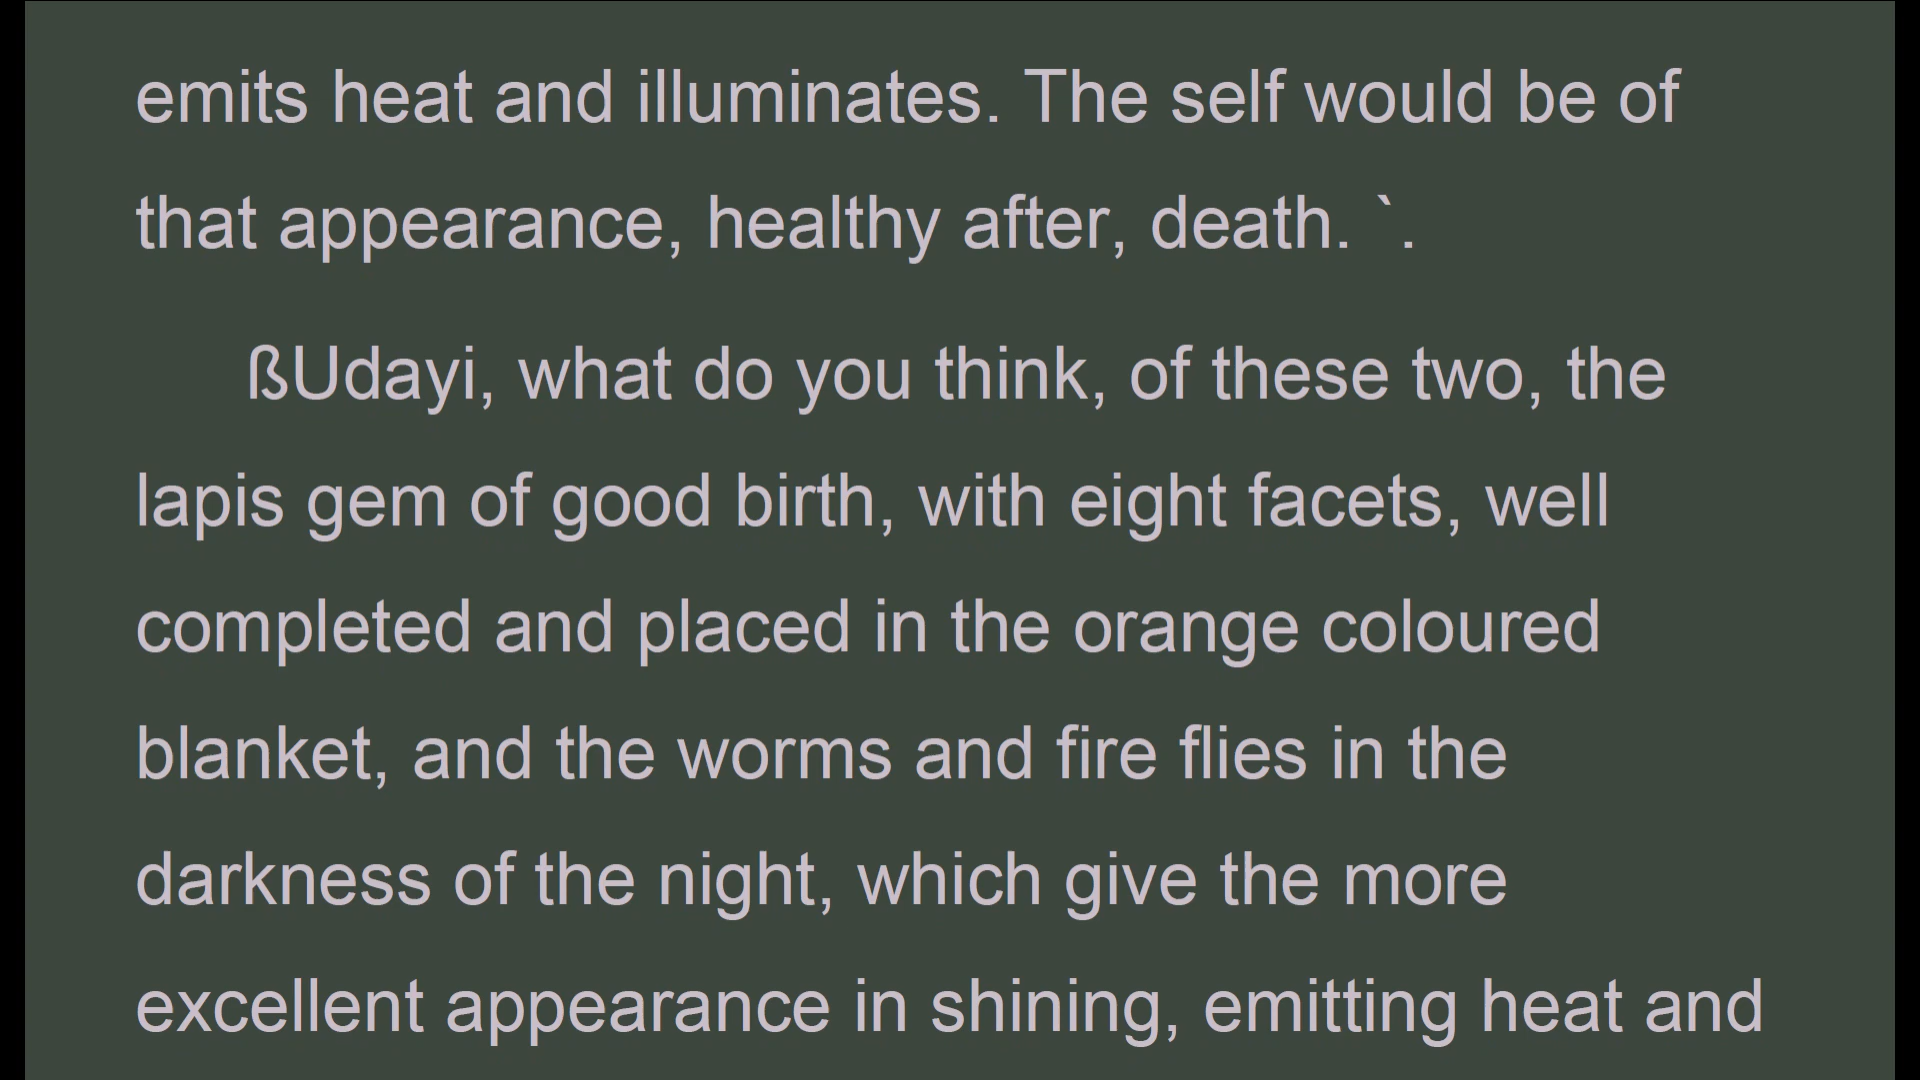 emits heat and illuminates. The self would be of
that appearance, healthy after, death. `.
ßUdayi, what do you think, of these two, the
lapis gem of good birth, with eight facets, well
completed and placed in the orange coloured
blanket, and the worms and fire flies in the
darkness of the night, which give the more
excellent appearance in shining, emitting heat and